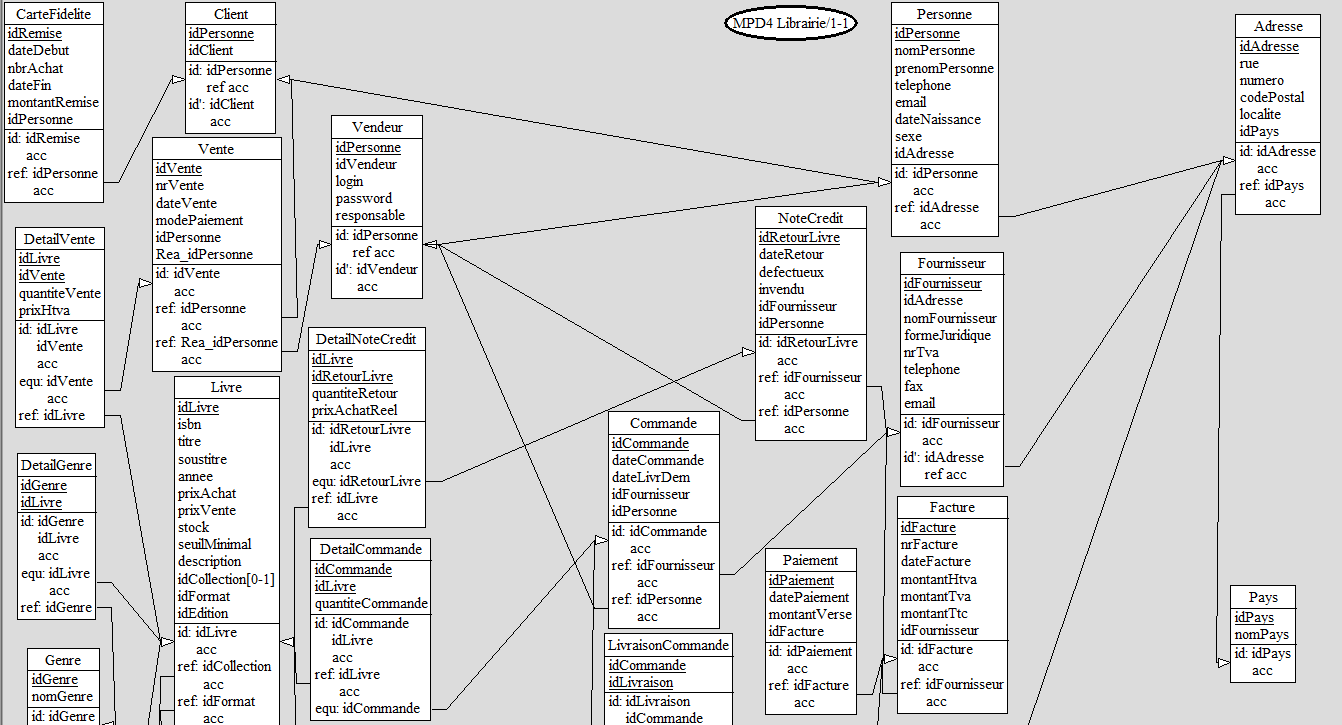 CarteFidelite
idRemise
dateDebut
nbrAchat
dateFin
montantRemise
idPersonne
id: idRemise
acc
ref: idPersonne
acc
Client
idPersonne
idClient
id: idPersonne
ref acc
id': idClient
acc
MPD4 Librairie/1-1
Personne
idPersonne
nomPersonne
prenomPersonne
telephone
email
dateNaissance
sexe
idAdresse
id: idPersonne
acc
ref: idAdresse
acc
Adresse
idAdresse
rue
numero
codePostal
localite
idPays
id: idAdresse
acc
ref: idPays
acc
Vente
idVente
nrVente
dateVente
modePaiement
idPersonne
Rea_idPersonne
id: idVente
acc
ref: idPersonne
acc
ref: Rea_idPersonne
acc
Vendeur
idPersonne
idVendeur
login
password
responsable
id: idPersonne
ref acc
id': idVendeur
acc
DetailVente
idLivre
idVente
quantiteVente
prixHtva
id: idLivre
idVente
acc
equ: idVente
acc
ref: idLivre
NoteCredit
idRetourLivre
dateRetour
defectueux
invendu
idFournisseur
idPersonne
id: idRetourLivre
acc
ref: idFournisseur
acc
ref: idPersonne
acc
Fournisseur
idFournisseur
idAdresse
nomFournisseur
formeJuridique
nrTva
telephone
fax
email
id: idFournisseur
acc
id': idAdresse
ref acc
DetailNoteCredit
idLivre
idRetourLivre
quantiteRetour
prixAchatReel
id: idRetourLivre
idLivre
acc
equ: idRetourLivre
ref: idLivre
acc
Livre
idLivre
isbn
titre
soustitre
annee
prixAchat
prixVente
stock
seuilMinimal
description
idCollection[0-1]
idFormat
idEdition
id: idLivre
acc
ref: idCollection
acc
ref: idFormat
acc
Commande
idCommande
dateCommande
dateLivrDem
idFournisseur
idPersonne
id: idCommande
acc
ref: idFournisseur
acc
ref: idPersonne
acc
DetailGenre
idGenre
idLivre
id: idGenre
idLivre
acc
equ: idLivre
acc
ref: idGenre
DetailCommande
idCommande
idLivre
quantiteCommande
id: idCommande
idLivre
acc
ref: idLivre
acc
equ: idCommande
Paiement
idPaiement
datePaiement
montantVerse
idFacture
id: idPaiement
acc
ref: idFacture
acc
Facture
idFacture
nrFacture
dateFacture
montantHtva
montantTva
montantTtc
idFournisseur
id: idFacture
acc
ref: idFournisseur
acc
Pays
idPays
nomPays
id: idPays
acc
LivraisonCommande
idCommande
idLivraison
id: idLivraison
idCommande
Genre
idGenre
nomGenre
id: idGenre